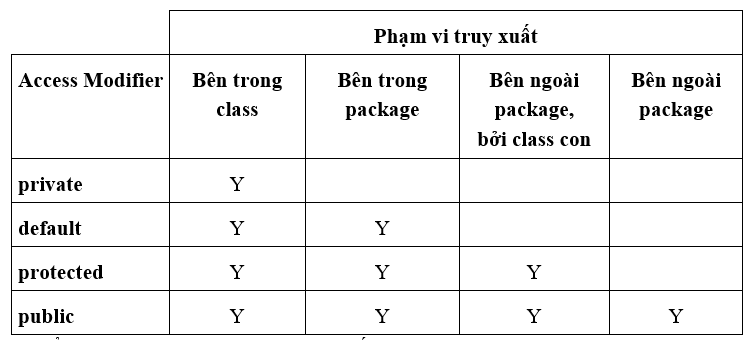 Phạm vi truy xuất
Access Modifier Bên trong class Bên trong package Bên ngoài package, bởi class con Bên ngoài package
private Y
default Y Y
protected Y Y Y
public Y Y Y Y